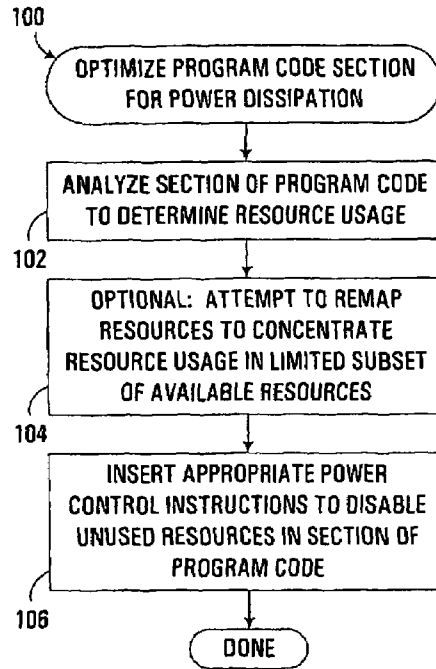 100
OPTIMIZE PROGRAM CODE SECTION
FOR POWER DISSIPATION
ANALYZE SECTION OF PROGRAM CODE
TO DETERMINE RESOURCE USAGE
102
OPTIONAL: ATTEMPT TO REMAP
RESOURCES TO CONCENTRATE
RESOURCE USAGE IN LIMITED SUBSET
OF AVAILABLE RESOURCES
104
INSERT APPROPRIATE POWER
CONTROL INSTRUCTIONS TO DISABLE
UNUSED RESOURCES IN SECTION OF
PROGRAM CODE
106
DONE